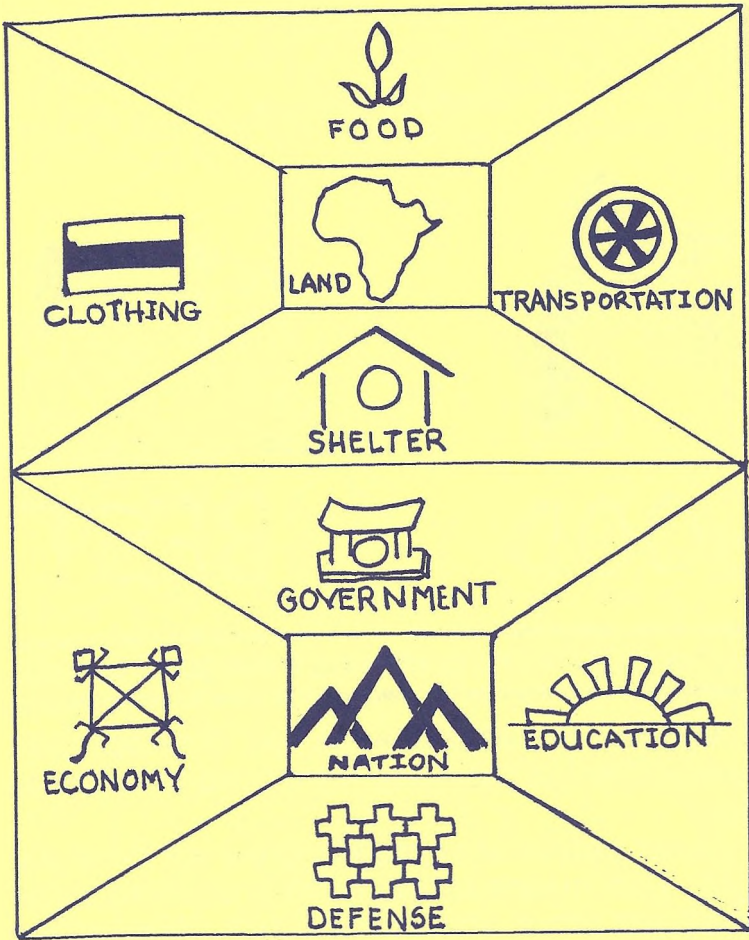 FOOD
LAND
CLOTHING
TRANSPORTATION
SHELTER
GOVERNMENT
NATION
EDUCATION
ECONOMY
DEFENSE